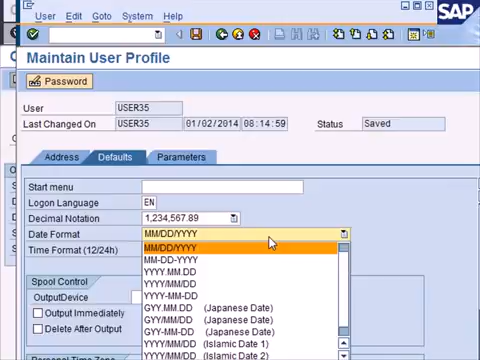 User Edit Goto System Help
SAP
Maintain User Profile
Password
User USER35
Last Changed On USER35 01/02/2014 08:14:59 Status Saved
Address Defaults Parameters
Start menu
Logon Language EN
Decimal Notation 1,234,567.89
Date Format MM/DD/YYYY
Time Format (12/24h) MM/DD/YYYY
MM-DD-YYYY
YYYY.MM.DD
Spool Control YYYY/MM/DD
OutputDevice YYYY-MM-DD
Output Immediately GYY.MM.DD (Japanese Date)
GYY/MM/DD (Japanese Date)
Delete After Output GYY-MM-DD (Japanese Date)
YYYY/MM/DD (Islamic Date 1)
Personal Time Zone YYYY/MM/DD (Islamic Date 2)